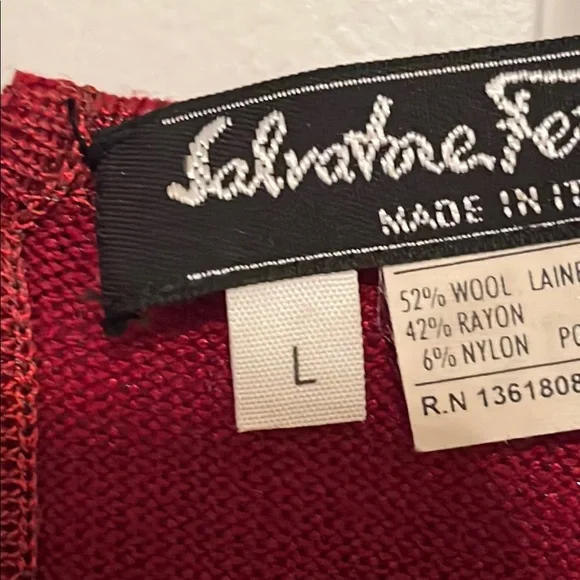 Salvatore Fe
MADE IN IT
L
52% WOOL LAINE
42% RAYON
6% NYLON PO
R.N 1361808